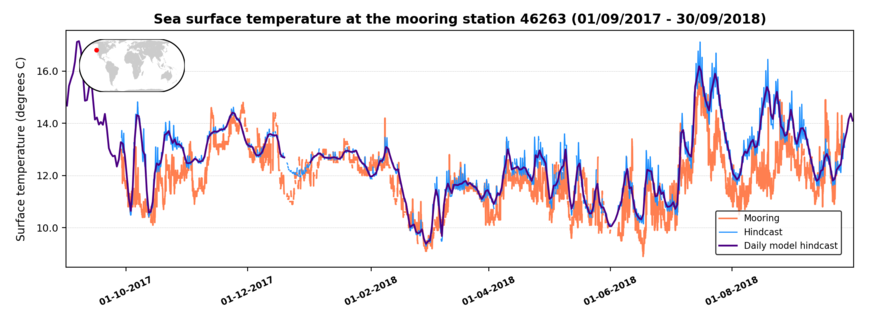 Sea surface temperature at the mooring station 46263 (01/09/2017 - 30/09/2018)
Surface temperature (degrees C)
16.0
14.0
12.0
10.0
Mooring
Hindcast
Daily model hindcast
01-10-2017
01-12-2017
01-02-2018
01-04-2018
01-06-2018
01-08-2018